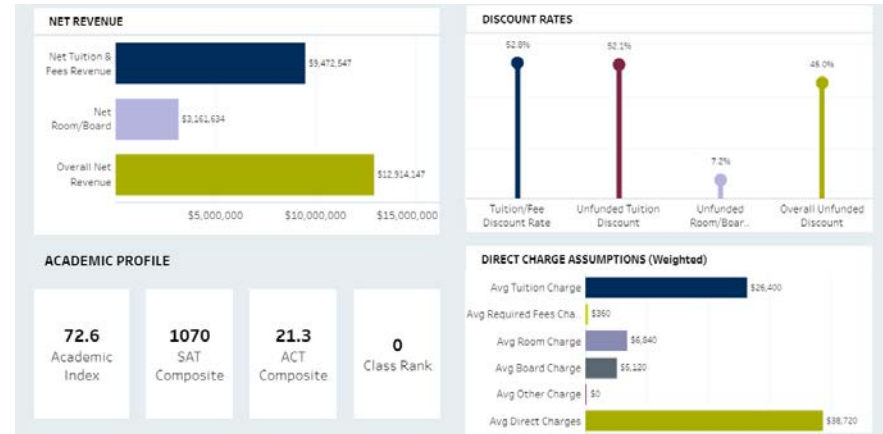 NET REVENUE
Net Tuition &
Fees Revenue
$9,472,547
Net
Room/Board
$3,161,634
Overall Net
Revenue
$12,914,147
$5,000,000
$10,000,000
$15,000,000
DISCOUNT RATES
52.8%
52.1%
7.2%
46.0%
Tuition/Fee
Discount Rate
Unfunded Tuition
Discount
Unfunded
Room/Boar..
Overall Unfunded
Discount
ACADEMIC PROFILE
72.6
Academic
Index
1070
SAT
Composite
21.3
ACT
Composite
0
Class Rank
DIRECT CHARGE ASSUMPTIONS (Weighted)
Avg Tuition Charge
$26,400
Avg Required Fees Cha..
$360
Avg Room Charge
$6,840
Avg Board Charge
$5,120
Avg Other Charge
$0
Avg Direct Charges
$38,720